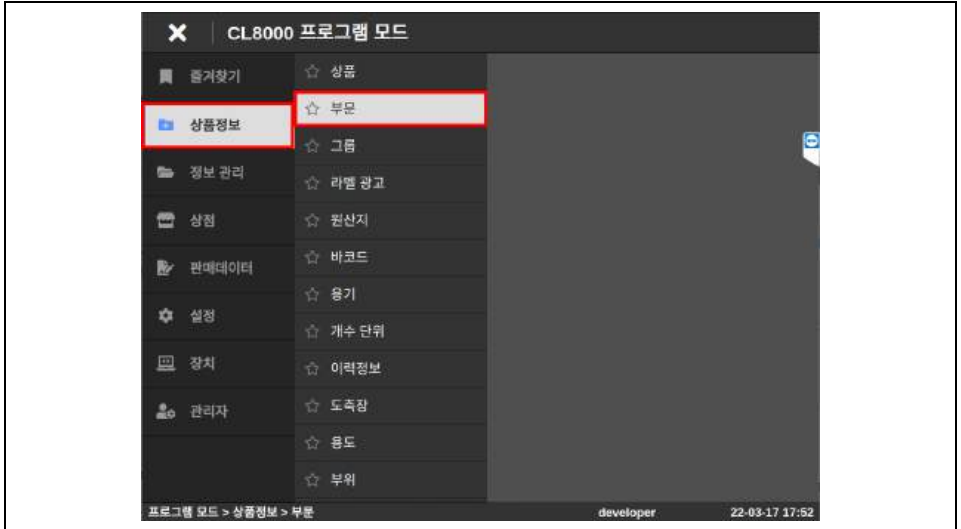 CL8000 프로그램 모드
즐겨찾기
상품정보
정보 관리
상점
판매데이터
설정
장치
관리자
상품
부문
그룹
라벨 광고
원산지
바코드
용기
개수 단위
이력정보
도축장
용도
부위
프로그램 모드 > 상품정보 > 부문
developer
22-03-17 17:52